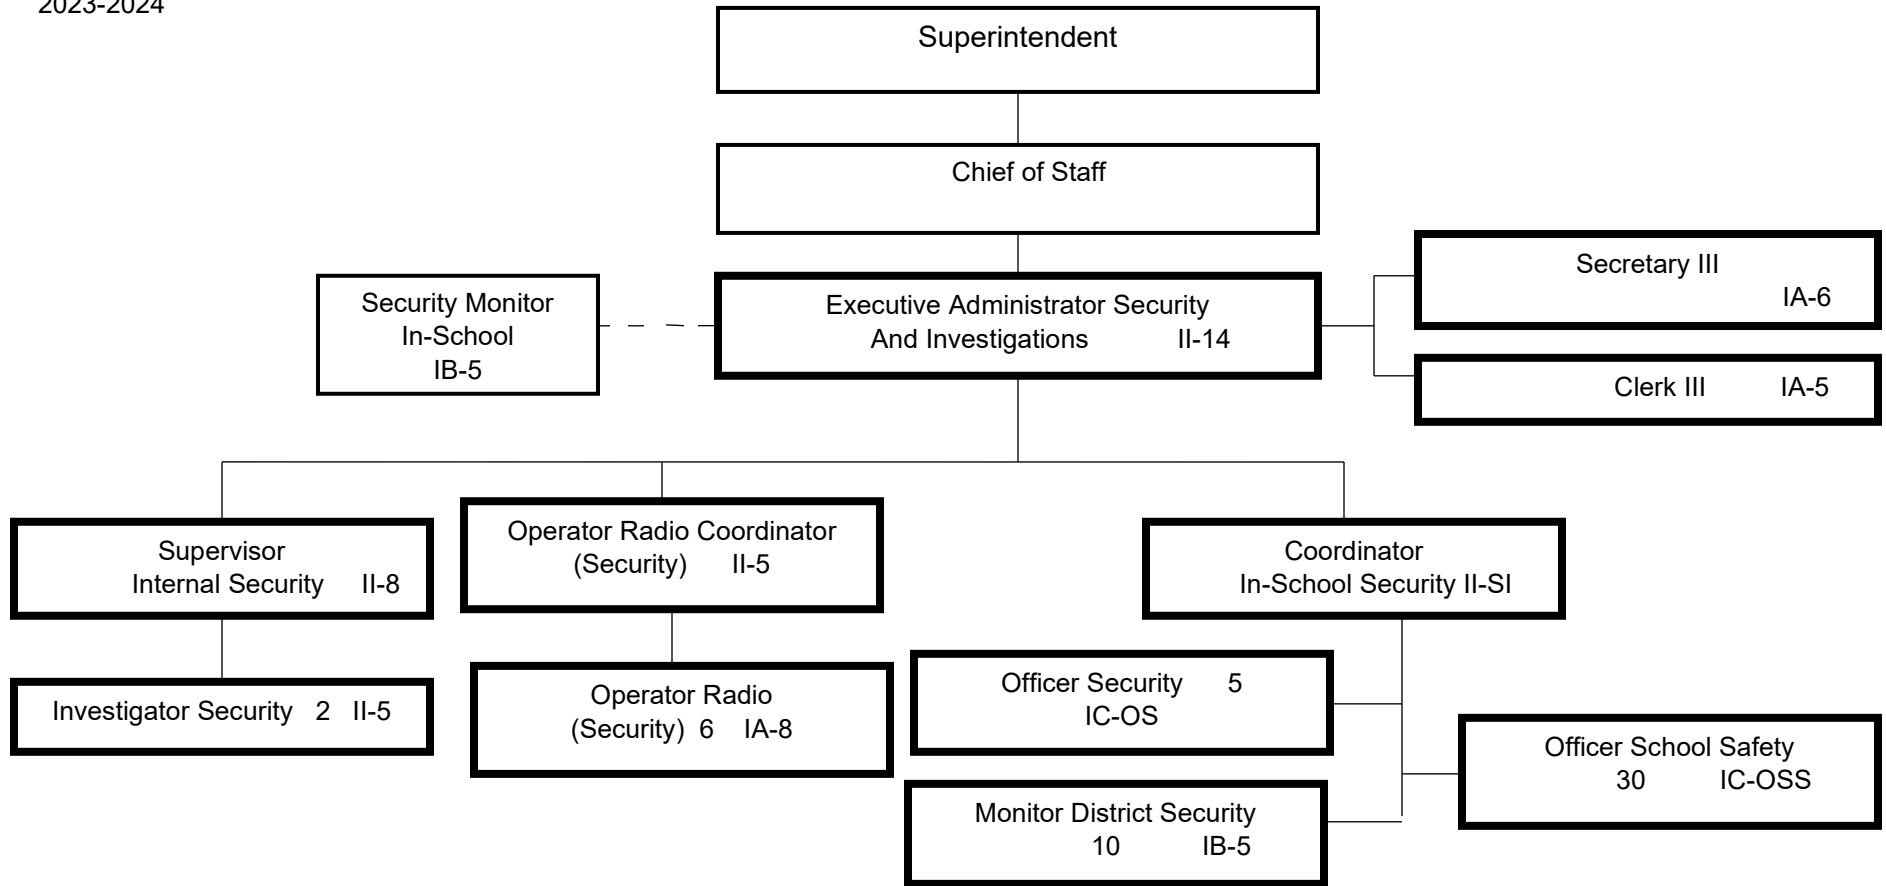 2023-2024
Superintendent
Chief of Staff
Security Monitor
In-School
IB-5
Executive Administrator Security
And Investigations II-14
Secretary III
IA-6
Clerk III IA-5
Supervisor
Internal Security II-8
Operator Radio Coordinator
(Security) II-5
Coordinator
In-School Security II-SI
Investigator Security 2 II-5
Operator Radio
(Security) 6 IA-8
Officer Security 5
IC-OS
Officer School Safety
30 IC-OSS
Monitor District Security
10 IB-5